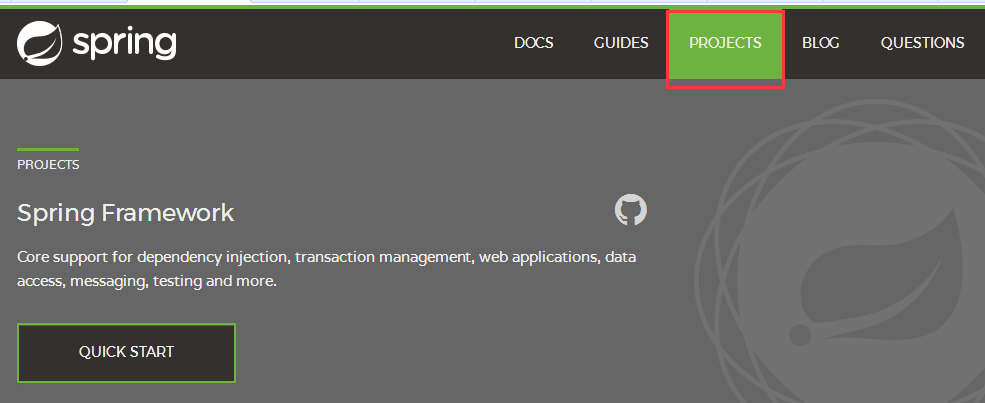 spring
DOCS GUIDES PROJECTS BLOG QUESTIONS
PROJECTS
Spring Framework
Core support for dependency injection, transaction management, web applications, data
access, messaging, testing and more.
QUICK START